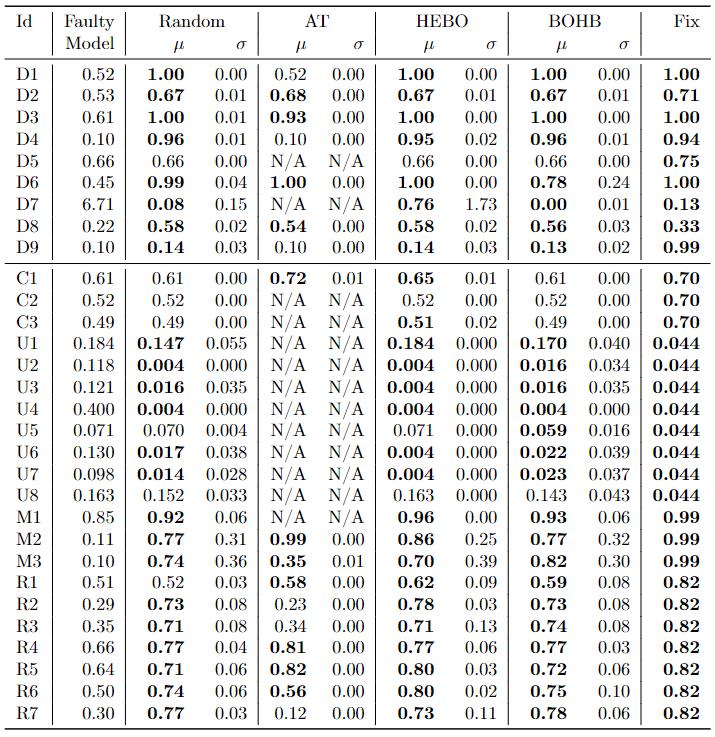 Id Faulty Random AT HEBO BOHB Fix
Model μ σ μ σ μ σ μ σ
D1 0.52 1.00 0.00 0.52 0.00 1.00 0.00 1.00 0.00 1.00
D2 0.53 0.67 0.01 0.68 0.00 0.67 0.01 0.67 0.01 0.71
D3 0.61 1.00 0.01 0.93 0.00 1.00 0.00 1.00 0.00 1.00
D4 0.10 0.96 0.01 0.10 0.00 0.95 0.02 0.96 0.01 0.94
D5 0.66 0.66 0.00 N/A N/A 0.66 0.00 0.66 0.00 0.75
D6 0.45 0.99 0.04 1.00 0.00 1.00 0.00 0.78 0.24 1.00
D7 6.71 0.08 0.15 N/A N/A 0.76 1.73 0.00 0.01 0.13
D8 0.22 0.58 0.02 0.54 0.00 0.58 0.02 0.56 0.03 0.33
D9 0.10 0.14 0.03 0.10 0.00 0.14 0.03 0.13 0.02 0.99
C1 0.61 0.61 0.00 0.72 0.01 0.65 0.01 0.61 0.00 0.70
C2 0.52 0.52 0.00 N/A N/A 0.52 0.00 0.52 0.00 0.70
C3 0.49 0.49 0.00 N/A N/A 0.51 0.02 0.49 0.00 0.70
U1 0.184 0.147 0.055 N/A N/A 0.184 0.000 0.170 0.040 0.044
U2 0.118 0.004 0.000 N/A N/A 0.004 0.000 0.016 0.034 0.044
U3 0.121 0.016 0.035 N/A N/A 0.004 0.000 0.016 0.035 0.044
U4 0.400 0.004 0.000 N/A N/A 0.004 0.000 0.004 0.000 0.044
U5 0.071 0.070 0.004 N/A N/A 0.071 0.000 0.059 0.016 0.044
U6 0.130 0.017 0.038 N/A N/A 0.004 0.000 0.022 0.039 0.044
U7 0.098 0.014 0.028 N/A N/A 0.004 0.000 0.023 0.037 0.044
U8 0.163 0.152 0.033 N/A N/A 0.163 0.000 0.143 0.043 0.044
M1 0.85 0.92 0.06 N/A N/A 0.96 0.00 0.93 0.06 0.99
M2 0.11 0.77 0.31 0.99 0.00 0.86 0.25 0.77 0.32 0.99
M3 0.10 0.74 0.36 0.35 0.01 0.70 0.39 0.82 0.30 0.99
R1 0.51 0.52 0.03 0.58 0.00 0.62 0.09 0.59 0.08 0.82
R2 0.29 0.73 0.08 0.23 0.00 0.78 0.03 0.73 0.08 0.82
R3 0.35 0.71 0.08 0.34 0.00 0.71 0.13 0.74 0.08 0.82
R4 0.66 0.77 0.04 0.81 0.00 0.77 0.06 0.77 0.03 0.82
R5 0.64 0.71 0.06 0.82 0.00 0.80 0.03 0.72 0.06 0.82
R6 0.50 0.74 0.06 0.56 0.00 0.80 0.02 0.75 0.10 0.82
R7 0.30 0.77 0.03 0.12 0.00 0.73 0.11 0.78 0.06 0.82